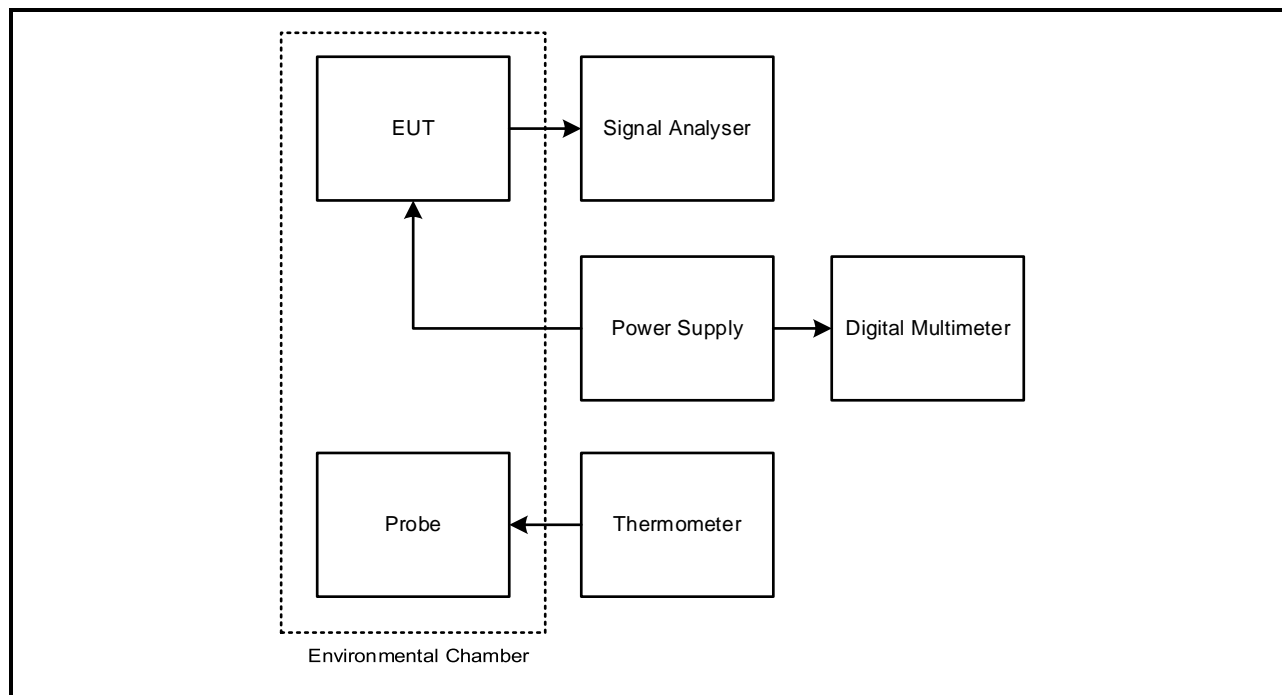 EUT
Signal Analyser
Power Supply
Digital Multimeter
Probe
Thermometer
Environmental Chamber